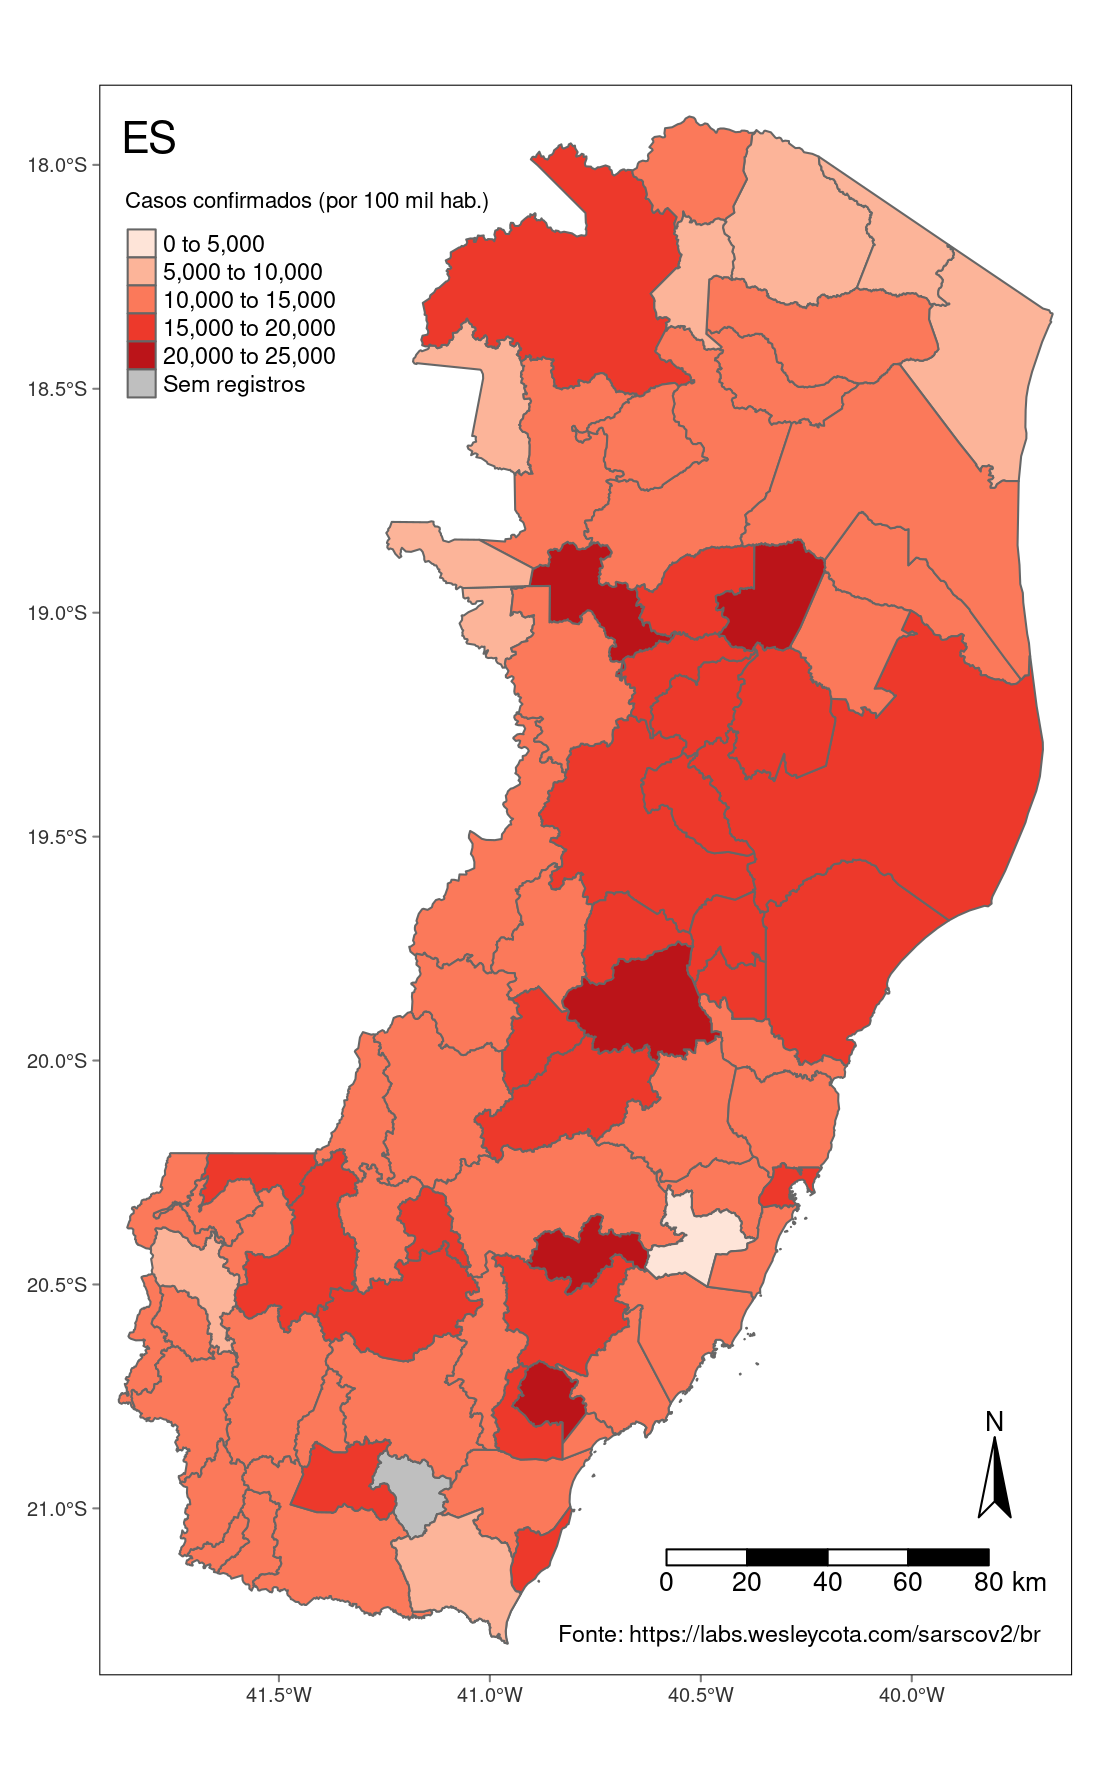 ES
Casos confirmados (por 100 mil hab.)
0 to 5,000
5,000 to 10,000
10,000 to 15,000
15,000 to 20,000
20,000 to 25,000
Sem registros
18.0°S
18.5°S
19.0°S
19.5°S
20.0°S
20.5°S
21.0°S
N
0 20 40 60 80 km
Fonte: https://labs.wesleycota.com/sarscov2/br
41.5°W 41.0°W 40.5°W 40.0°W